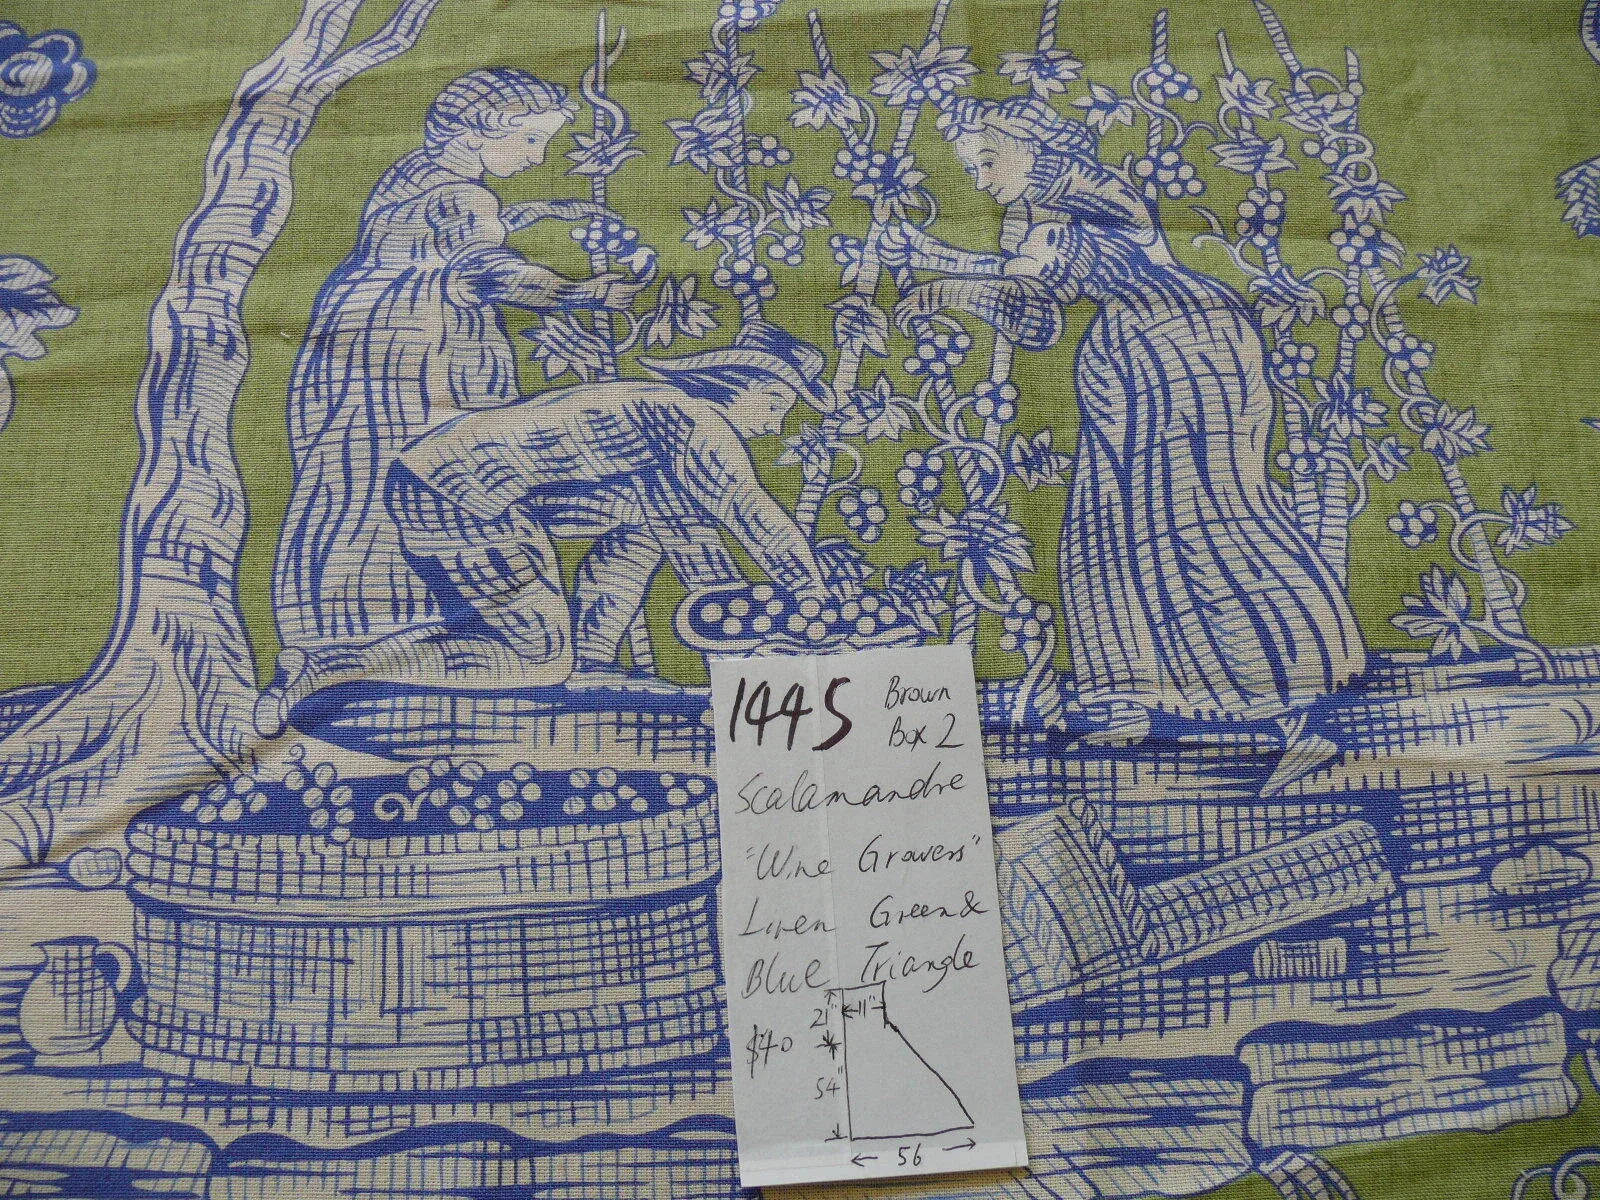 1445 Brown
Box 2
Scalamandre
"Wine Growers"
Linen Green &
Blue Triangle
21" 11"
$40
54"
56